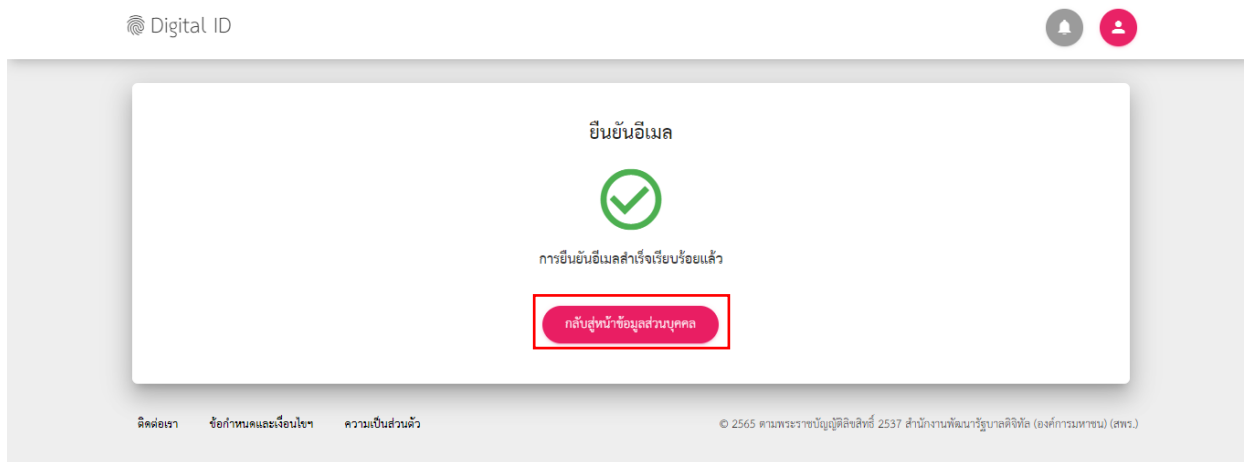 Digital ID
ยืนยันอีเมล
การยืนยันอีเมลสำเร็จเรียบร้อยแล้ว
กลับสู่หน้าข้อมูลส่วนบุคคล
ติดต่อเรา ข้อกำหนดและเงื่อนไขฯ ความเป็นส่วนตัว © 2565 ตามพระราชบัญญัติลิขสิทธิ์ 2537 สำนักงานพัฒนารัฐบาลดิจิทัล (องค์การมหาชน) (สพร.)